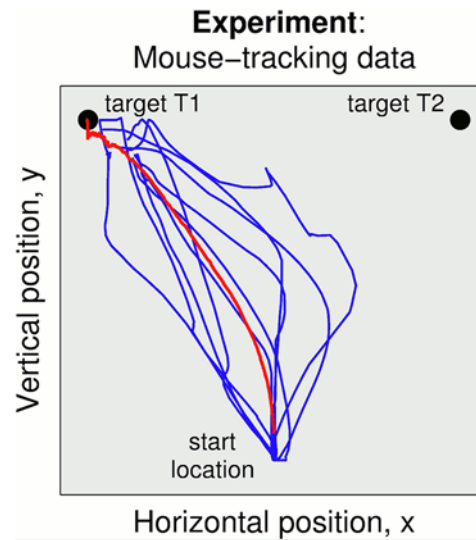 Experiment:
Mouse-tracking data
target T1
target T2
Vertical position, y
start
location
Horizontal position, x